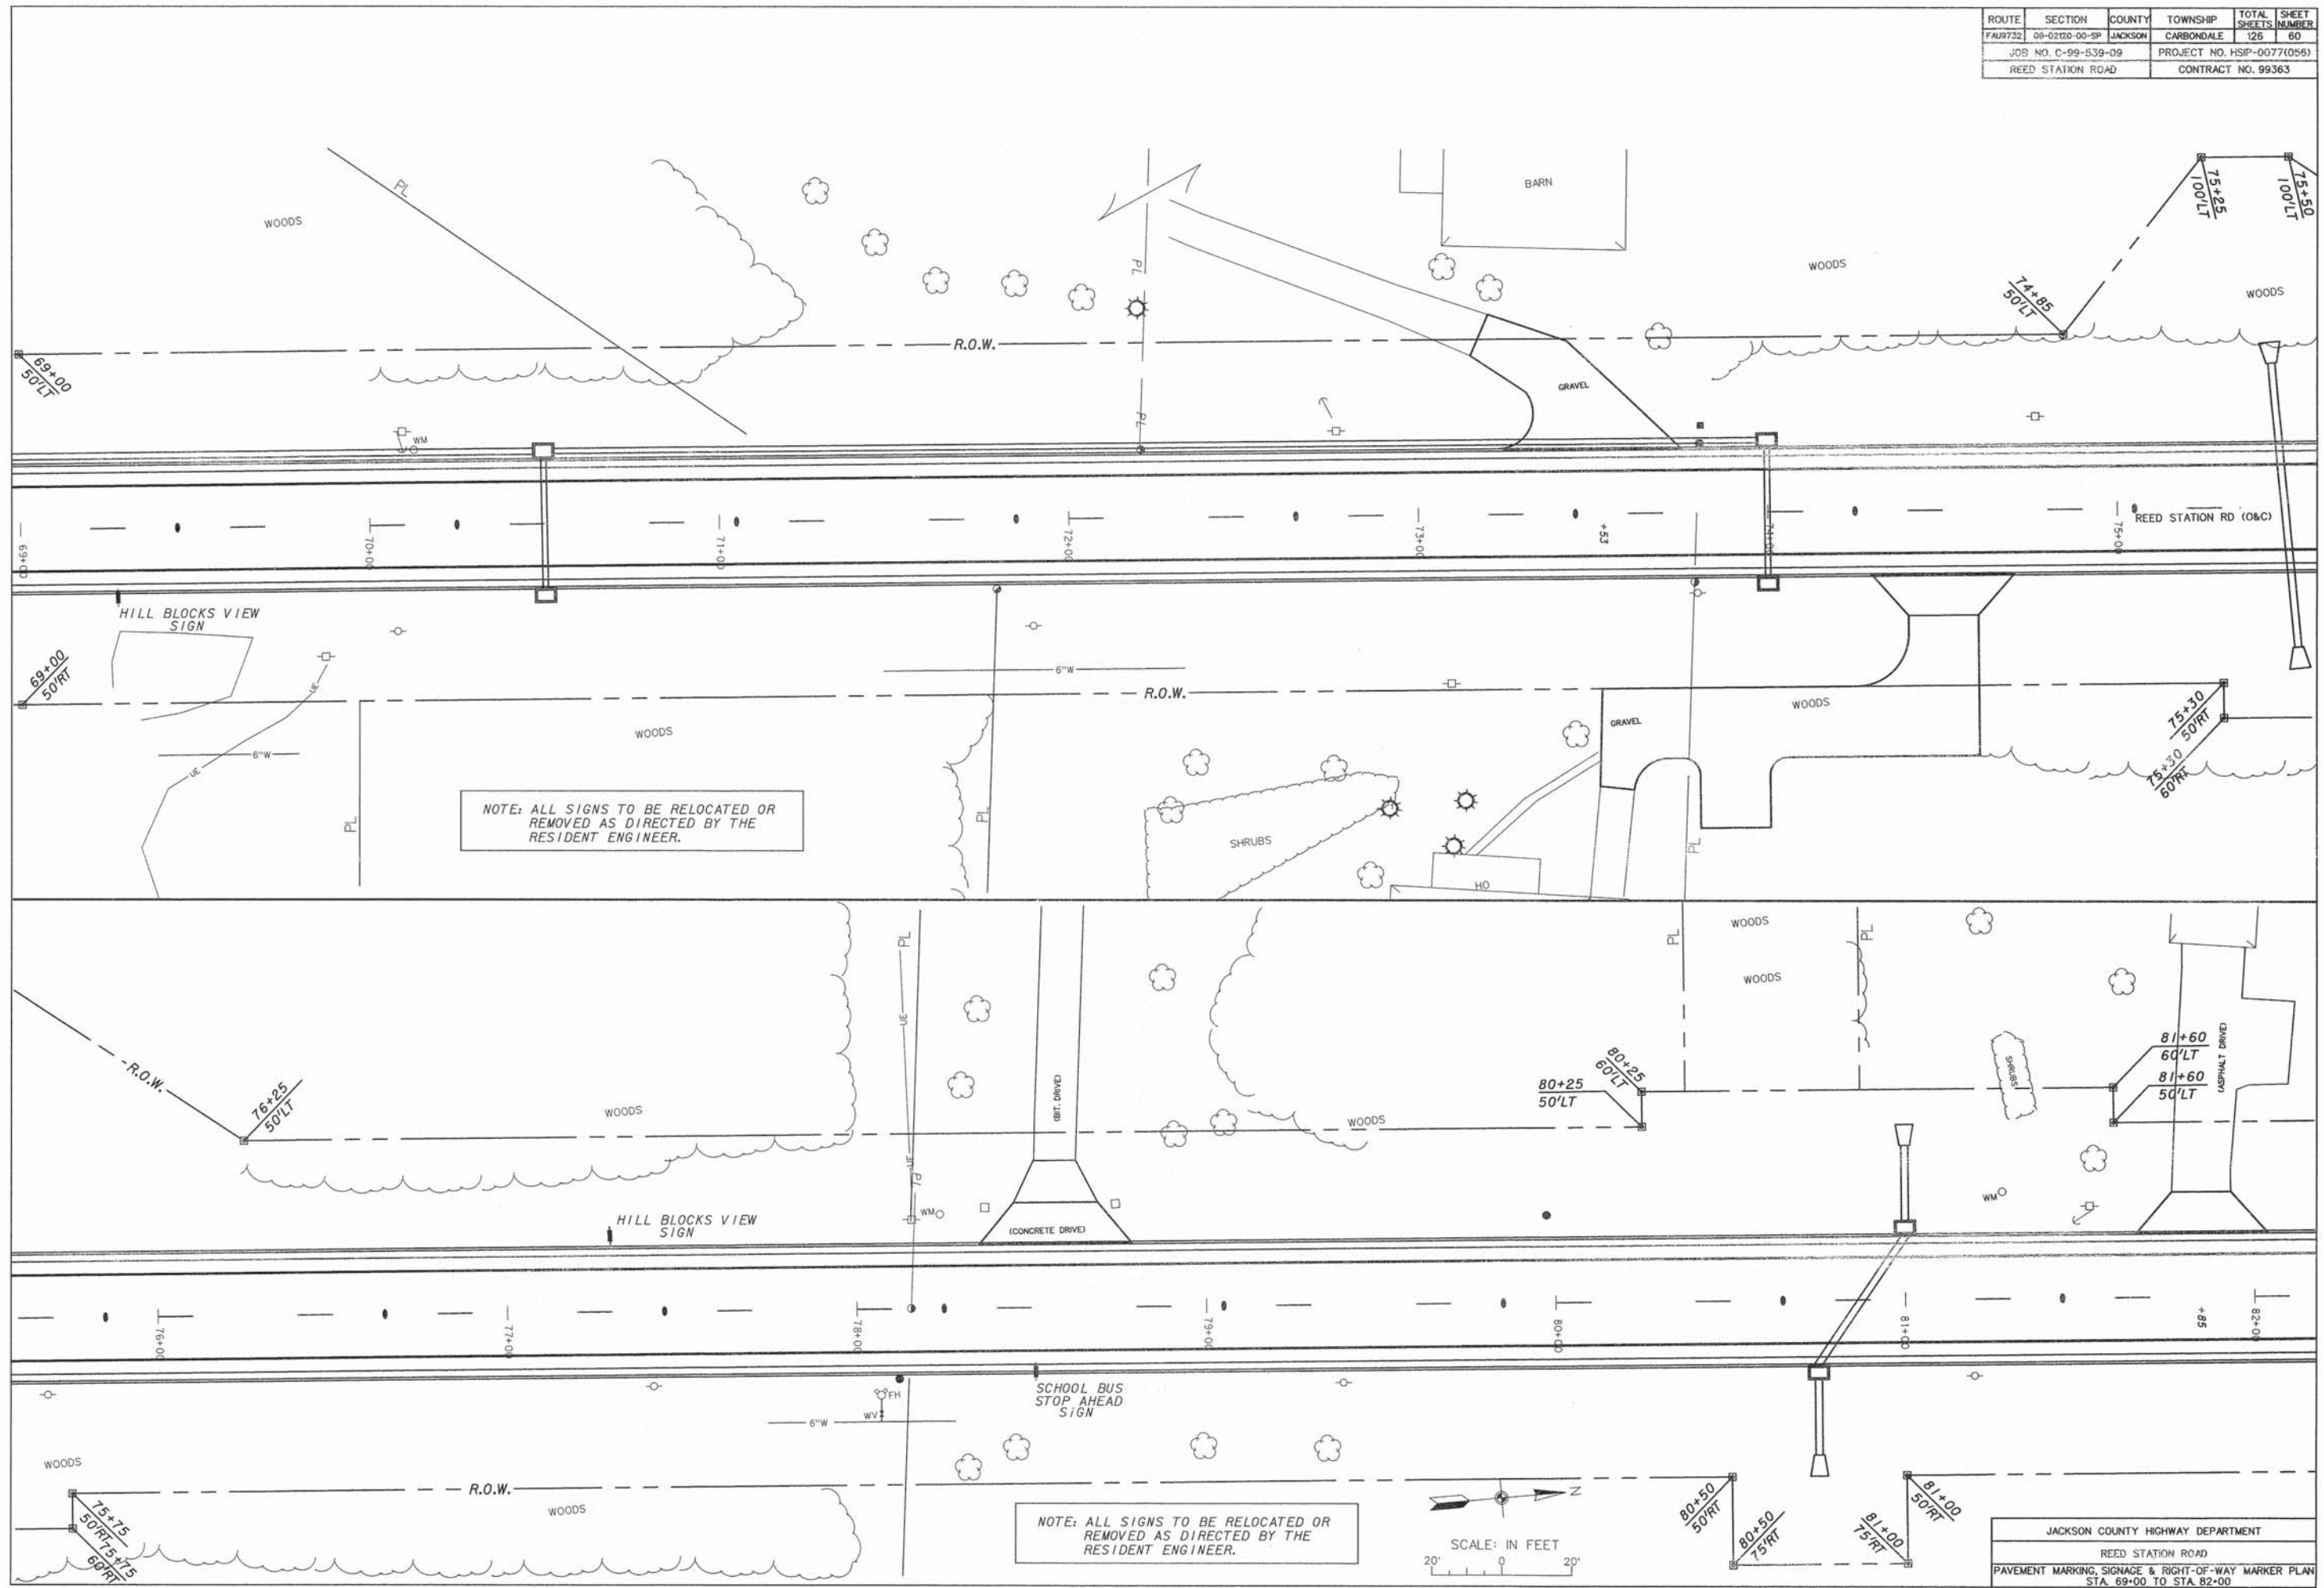 ROUTE SECTION COUNTY TOWNSHIP TOTAL SHEETS SHEET NUMBER
FAU9732 09-02120-00-SP JACKSON CARBONDALE 126 60
JOB NO. C-99-539-09 PROJECT NO. HSIP-0077(056)
REED STATION ROAD CONTRACT NO. 99363
PL
WOODS
BARN
PL
WOODS
WOODS
75+25
100'LT
75+50
100'LT
74+85
50'LT
R.O.W.
69+00
50'LT
GRAVEL
WM
PL
69+00
70+00
71+00
72+00
73+00
+53
74+00
75+00
REED STATION RD (O&C)
HILL BLOCKS VIEW
SIGN
69+00
50'RT
UE
6"W
UE
6"W
R.O.W.
WOODS
WOODS
GRAVEL
75+30
50'RT
75+30
60'RT
PL
PL
PL
NOTE: ALL SIGNS TO BE RELOCATED OR
REMOVED AS DIRECTED BY THE
RESIDENT ENGINEER.
SHRUBS
HO
PL
UE
UE
PL
PL
PL
WOODS
WOODS
R.O.W.
76+25
50'LT
WOODS
(BIT. DRIVE)
WOODS
80+25
60'LT
80+25
50'LT
SHRUBS
81+60
60'LT
81+60
50'LT
(ASPHALT DRIVE)
HILL BLOCKS VIEW
SIGN
WM
(CONCRETE DRIVE)
WM
76+00
77+00
78+00
79+00
80+00
81+00
+85
82+00
FH
WV
6"W
SCHOOL BUS
STOP AHEAD
SIGN
WOODS
R.O.W.
WOODS
75+75
50'RT
75+75
60'RT
NOTE: ALL SIGNS TO BE RELOCATED OR
REMOVED AS DIRECTED BY THE
RESIDENT ENGINEER.
N
SCALE: IN FEET
20' 0 20'
80+50
50'RT
80+50
75'RT
81+00
75'RT
81+00
50'RT
JACKSON COUNTY HIGHWAY DEPARTMENT
REED STATION ROAD
PAVEMENT MARKING, SIGNAGE & RIGHT-OF-WAY MARKER PLAN
STA. 69+00 TO STA. 82+00